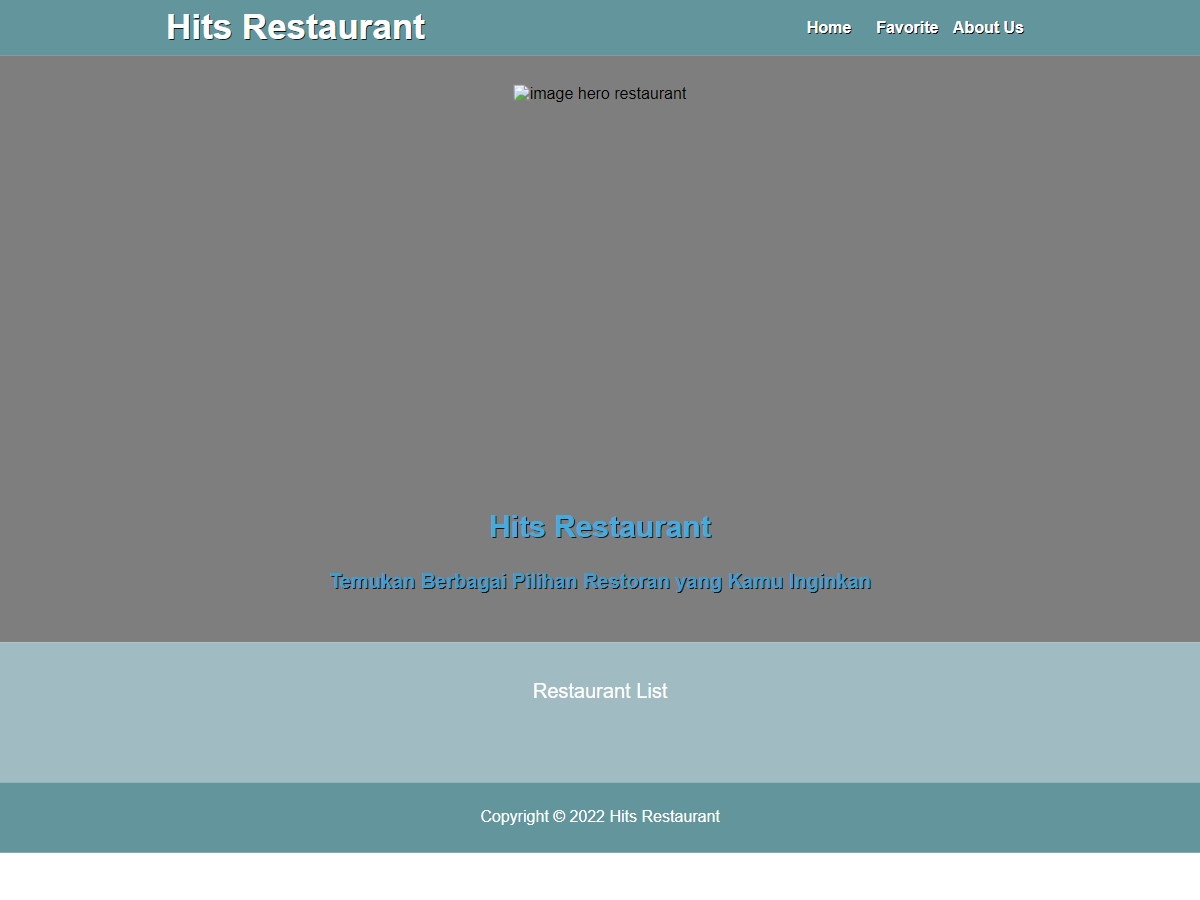 Hits Restaurant
Home Favorite About Us
image hero restaurant
Hits Restaurant
Temukan Berbagai Pilihan Restoran yang Kamu Inginkan
Restaurant List
Copyright © 2022 Hits Restaurant